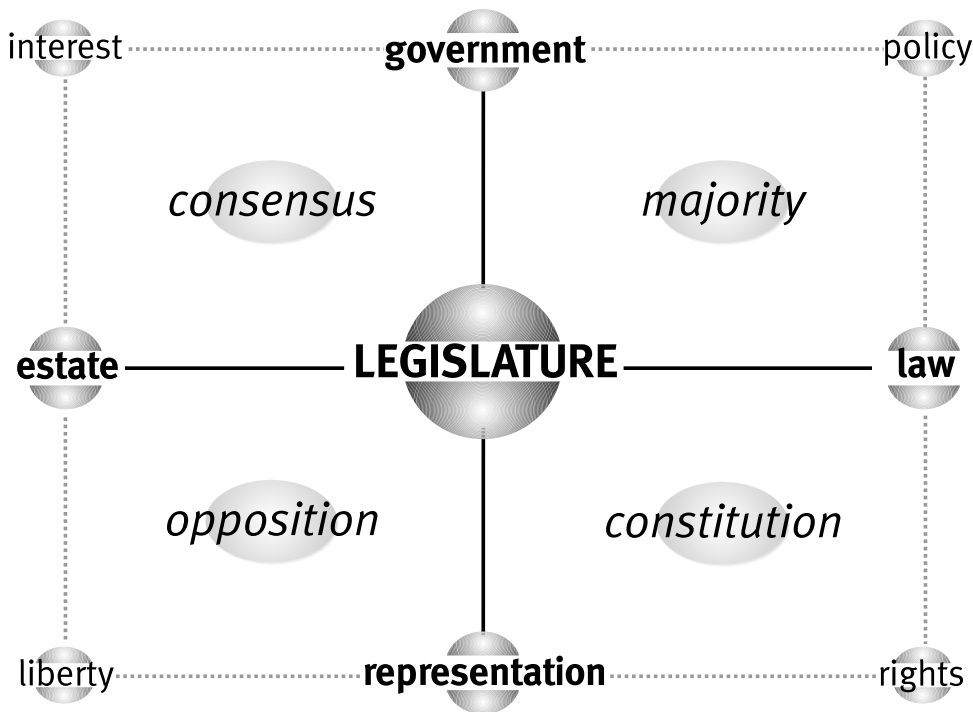 interest government policy
consensus majority
estate LEGISLATURE law
opposition constitution
liberty representation rights